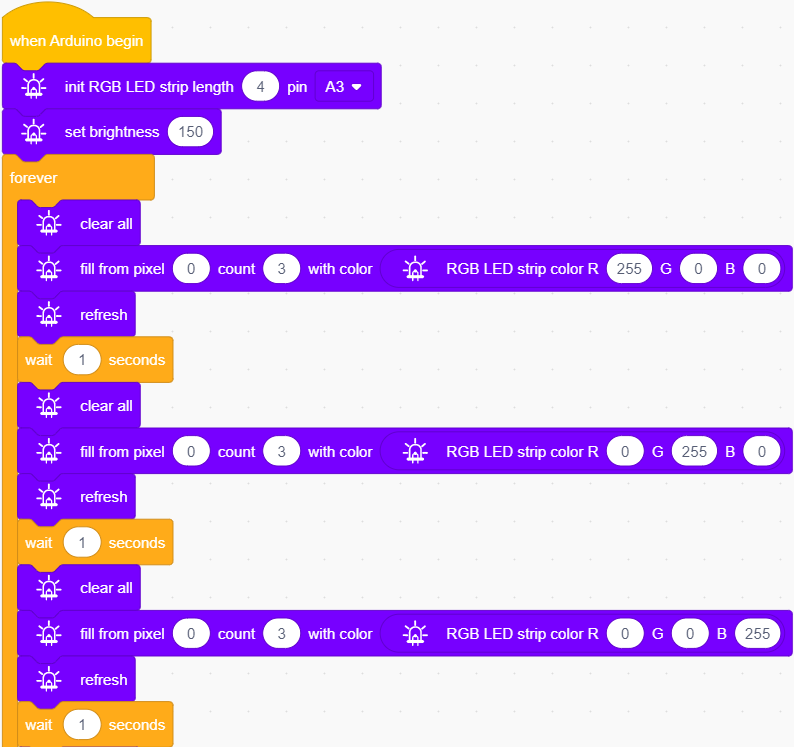 when Arduino begin
init RGB LED strip length 4 pin A3
set brightness 150
forever
clear all
fill from pixel 0 count 3 with color RGB LED strip color R 255 G 0 B 0
refresh
wait 1 seconds
clear all
fill from pixel 0 count 3 with color RGB LED strip color R 0 G 255 B 0
refresh
wait 1 seconds
clear all
fill from pixel 0 count 3 with color RGB LED strip color R 0 G 0 B 255
refresh
wait 1 seconds